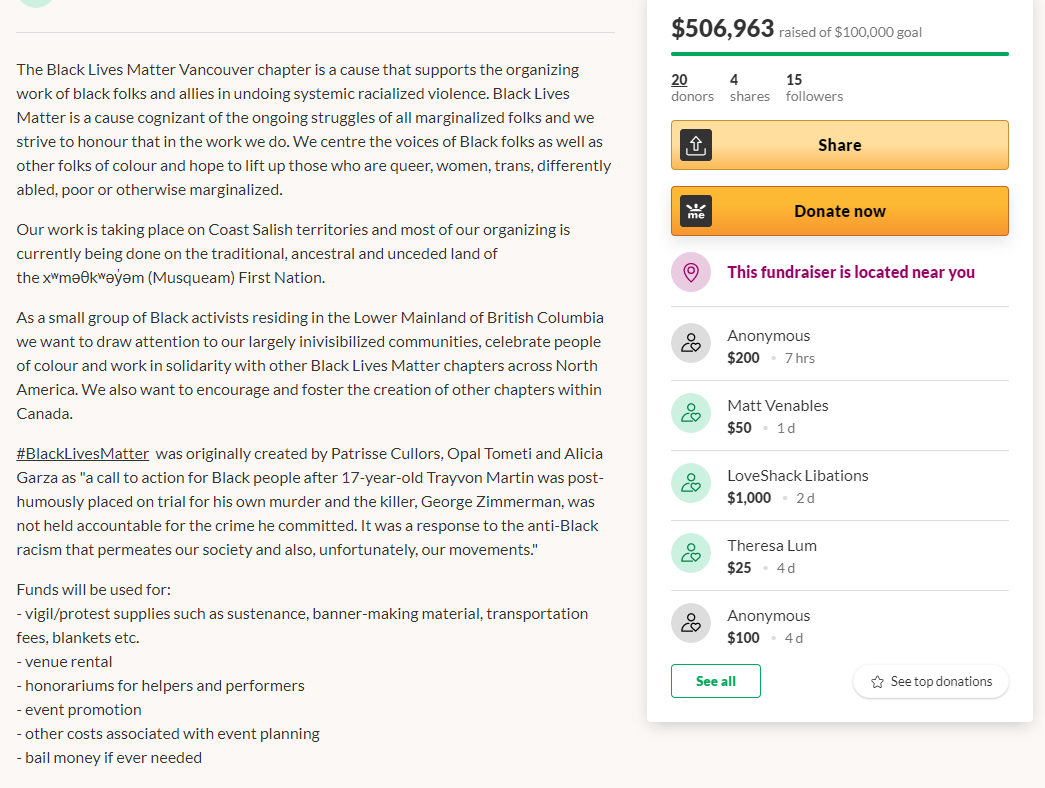 The Black Lives Matter Vancouver chapter is a cause that supports the organizing
work of black folks and allies in undoing systemic racialized violence. Black Lives
Matter is a cause cognizant of the ongoing struggles of all marginalized folks and we
strive to honour that in the work we do. We centre the voices of Black folks as well as
other folks of colour and hope to lift up those who are queer, women, trans, differently
abled, poor or otherwise marginalized.
Our work is taking place on Coast Salish territories and most of our organizing is
currently being done on the traditional, ancestral and unceded land of
the xʷməθkʷəy̓əm (Musqueam) First Nation.
As a small group of Black activists residing in the Lower Mainland of British Columbia
we want to draw attention to our largely inivisibilized communities, celebrate people
of colour and work in solidarity with other Black Lives Matter chapters across North
America. We also want to encourage and foster the creation of other chapters within
Canada.
#BlackLivesMatter was originally created by Patrisse Cullors, Opal Tometi and Alicia
Garza as "a call to action for Black people after 17-year-old Trayvon Martin was post-
humously placed on trial for his own murder and the killer, George Zimmerman, was
not held accountable for the crime he committed. It was a response to the anti-Black
racism that permeates our society and also, unfortunately, our movements."
Funds will be used for:
- vigil/protest supplies such as sustenance, banner-making material, transportation
fees, blankets etc.
- venue rental
- honorariums for helpers and performers
- event promotion
- other costs associated with event planning
- bail money if ever needed
$506,963 raised of $100,000 goal
20 4 15
donors shares followers
Share
me Donate now
This fundraiser is located near you
Anonymous
$200 • 7 hrs
Matt Venables
$50 • 1 d
LoveShack Libations
$1,000 • 2 d
Theresa Lum
$25 • 4 d
Anonymous
$100 • 4 d
See all See top donations